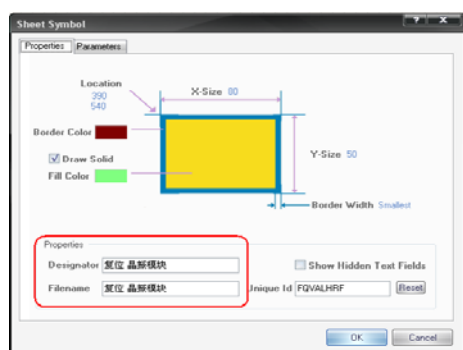 Sheet Symbol
Properties
Parameters
Location
390
540
X-Size 80
Border Color
Draw Solid
Fill Color
Y-Size 50
Border Width Smallest
Properties
Designator 复位 晶振模块
Show Hidden Text Fields
Filename 复位 晶振模块
Unique Id FQVALHRF
Reset
OK
Cancel